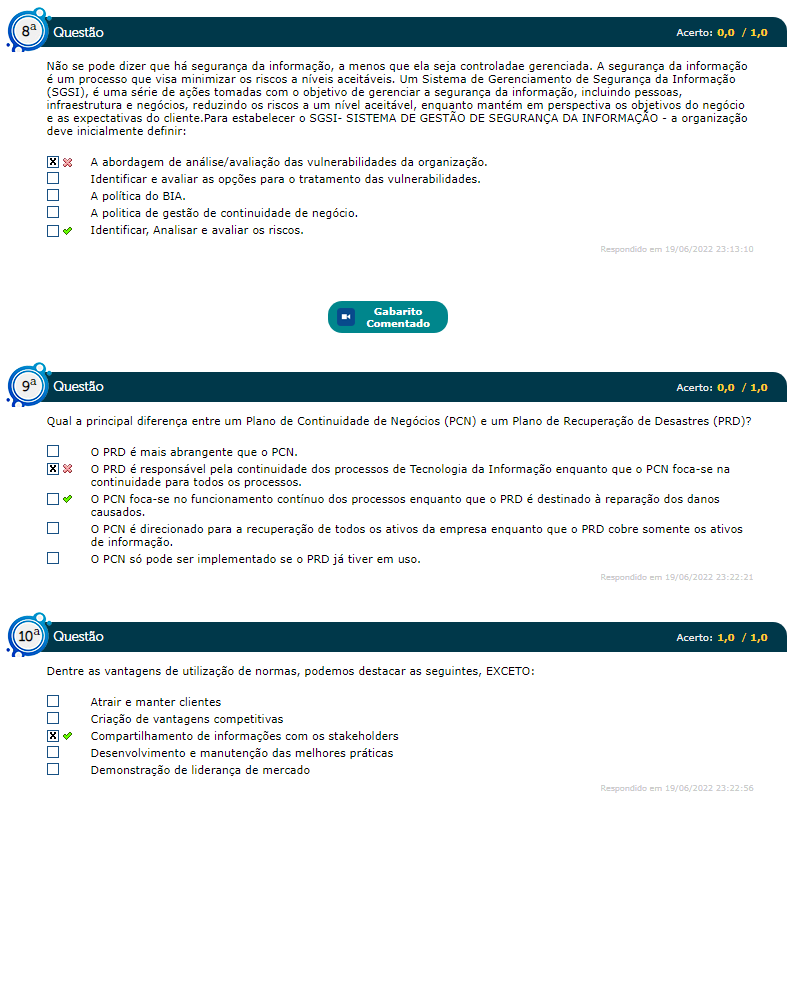 8ª Questão
Acerto: 0,0 / 1,0
Não se pode dizer que há segurança da informação, a menos que ela seja controladae gerenciada. A segurança da informação
é um processo que visa minimizar os riscos a níveis aceitáveis. Um Sistema de Gerenciamento de Segurança da Informação
(SGSI), é uma série de ações tomadas com o objetivo de gerenciar a segurança da informação, incluindo pessoas,
infraestrutura e negócios, reduzindo os riscos a um nível aceitável, enquanto mantém em perspectiva os objetivos do negócio
e as expectativas do cliente.Para estabelecer o SGSI- SISTEMA DE GESTÃO DE SEGURANÇA DA INFORMAÇÃO - a organização
deve inicialmente definir:
A abordagem de análise/avaliação das vulnerabilidades da organização.
Identificar e avaliar as opções para o tratamento das vulnerabilidades.
A política do BIA.
A politica de gestão de continuidade de negócio.
Identificar, Analisar e avaliar os riscos.
Respondido em 19/06/2022 23:13:10
Gabarito
Comentado
9ª Questão
Acerto: 0,0 / 1,0
Qual a principal diferença entre um Plano de Continuidade de Negócios (PCN) e um Plano de Recuperação de Desastres (PRD)?
O PRD é mais abrangente que o PCN.
O PRD é responsável pela continuidade dos processos de Tecnologia da Informação enquanto que o PCN foca-se na
continuidade para todos os processos.
O PCN foca-se no funcionamento contínuo dos processos enquanto que o PRD é destinado à reparação dos danos
causados.
O PCN é direcionado para a recuperação de todos os ativos da empresa enquanto que o PRD cobre somente os ativos
de informação.
O PCN só pode ser implementado se o PRD já tiver em uso.
Respondido em 19/06/2022 23:22:21
10ª Questão
Acerto: 1,0 / 1,0
Dentre as vantagens de utilização de normas, podemos destacar as seguintes, EXCETO:
Atrair e manter clientes
Criação de vantagens competitivas
Compartilhamento de informações com os stakeholders
Desenvolvimento e manutenção das melhores práticas
Demonstração de liderança de mercado
Respondido em 19/06/2022 23:22:56